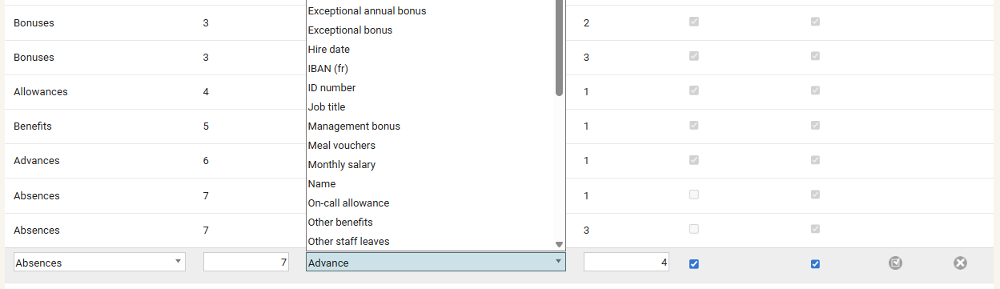 Exceptional annual bonus
Bonuses 3 Exceptional bonus 2
Hire date
Bonuses 3 IBAN (fr) 3
ID number
Allowances 4 Job title 1
Benefits 5 Management bonus 1
Meal vouchers
Advances 6 Monthly salary 1
Name
Absences 7 On-call allowance 1
Other benefits
Absences 7 Other staff leaves 3
Absences 7 Advance 4